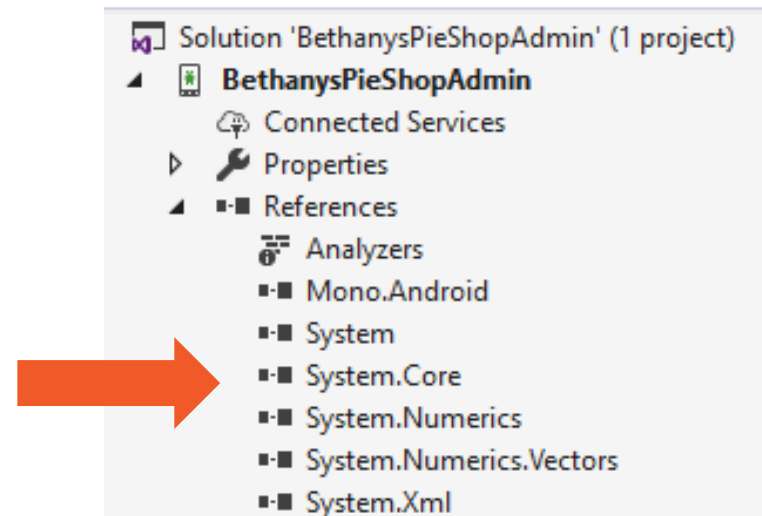 Solution 'BethanysPieShopAdmin' (1 project)
BethanysPieShopAdmin
Connected Services
Properties
References
Analyzers
Mono.Android
System
System.Core
System.Numerics
System.Numerics.Vectors
System.Xml